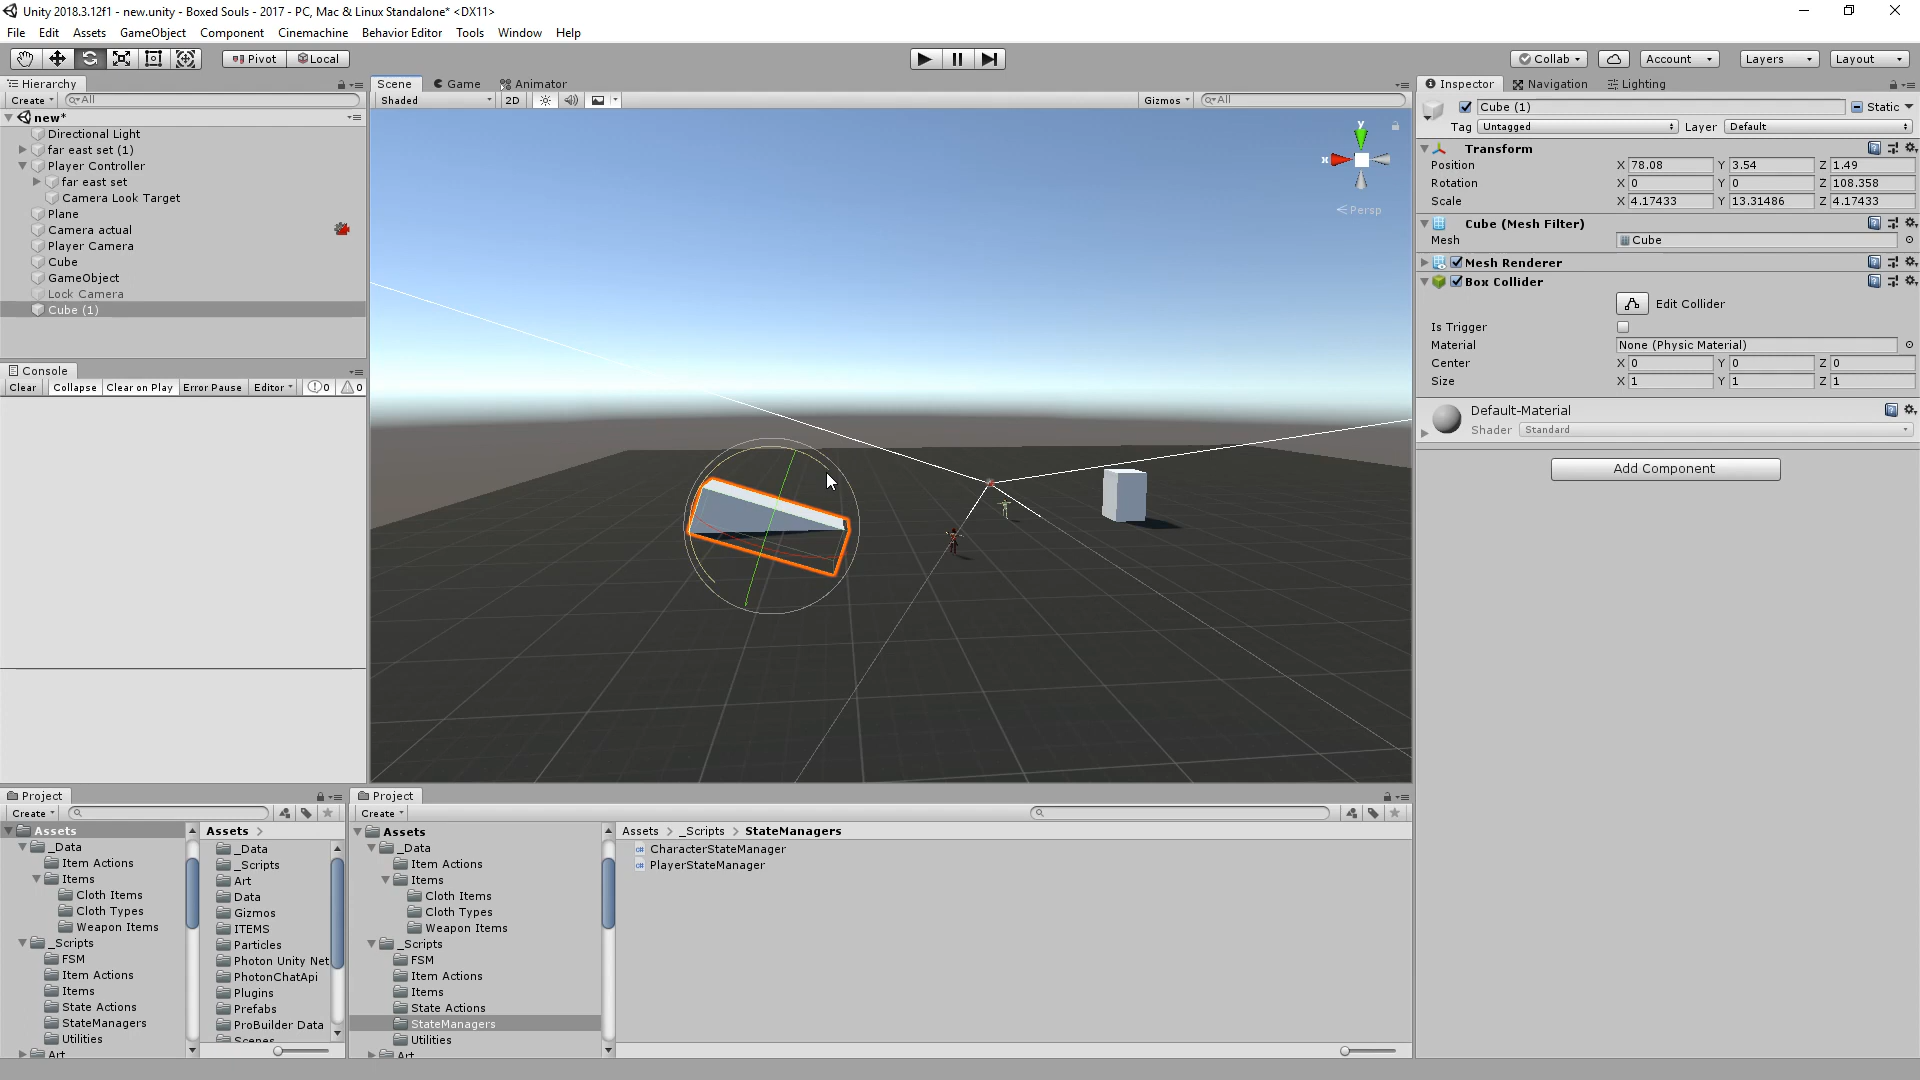 Unity 2018.3.12f1 - new.unity - Boxed Souls - 2017 - PC, Mac & Linux Standalone* <DX11>
File Edit Assets GameObject Component Cinemachine Behavior Editor Tools Window Help
Pivot Local Collab Account Layers Layout
Hierarchy
Create All
new*
Directional Light
far east set (1)
Player Controller
far east set
Camera Look Target
Plane
Camera actual
Player Camera
Cube
GameObject
Lock Camera
Cube (1)
Console
Clear Collapse Clear on Play Error Pause Editor 0 0
Scene Game Animator
Shaded 2D Gizmos All
y
x
Persp
Inspector Navigation Lighting
Cube (1) Static
Tag Untagged Layer Default
Transform
Position X 78.08 Y 3.54 Z 1.49
Rotation X 0 Y 0 Z 108.358
Scale X 4.17433 Y 13.31486 Z 4.17433
Cube (Mesh Filter)
Mesh Cube
Mesh Renderer
Box Collider
Edit Collider
Is Trigger
Material None (Physic Material)
Center X 0 Y 0 Z 0
Size X 1 Y 1 Z 1
Default-Material
Shader Standard
Add Component
Project
Create
Assets
_Data
Item Actions
Items
Cloth Items
Cloth Types
Weapon Items
_Scripts
FSM
Item Actions
Items
State Actions
StateManagers
Utilities
Art
Assets
_Data
_Scripts
Art
Data
Gizmos
ITEMS
Particles
Photon Unity Net
PhotonChatApi
Plugins
Prefabs
ProBuilder Data
Scenes
Project
Create
Assets
_Data
Item Actions
Items
Cloth Items
Cloth Types
Weapon Items
_Scripts
FSM
Item Actions
Items
State Actions
StateManagers
Utilities
Art
Assets > _Scripts > StateManagers
CharacterStateManager
PlayerStateManager